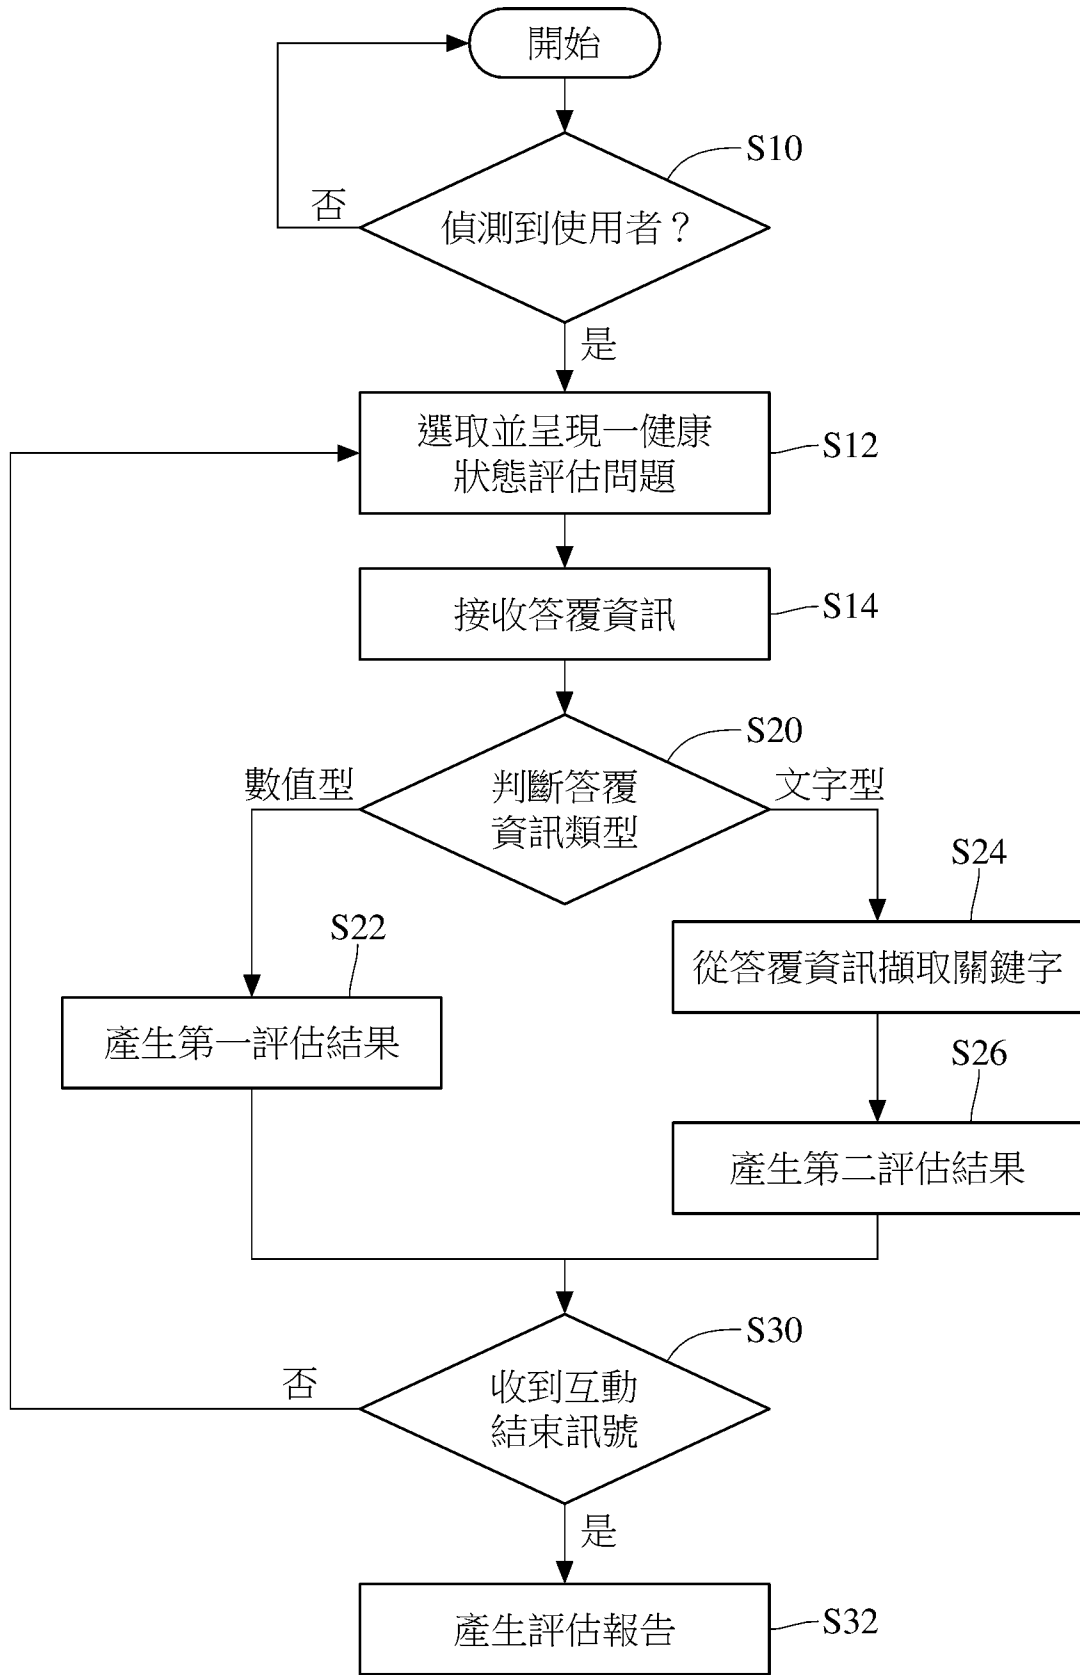 開始
S10
否
偵測到使用者？
是
選取並呈現一健康
狀態評估問題
S12
接收答覆資訊
S14
S20
數值型
文字型
判斷答覆
資訊類型
S24
S22
從答覆資訊擷取關鍵字
產生第一評估結果
S26
產生第二評估結果
S30
否
收到互動
結束訊號
是
產生評估報告
S32